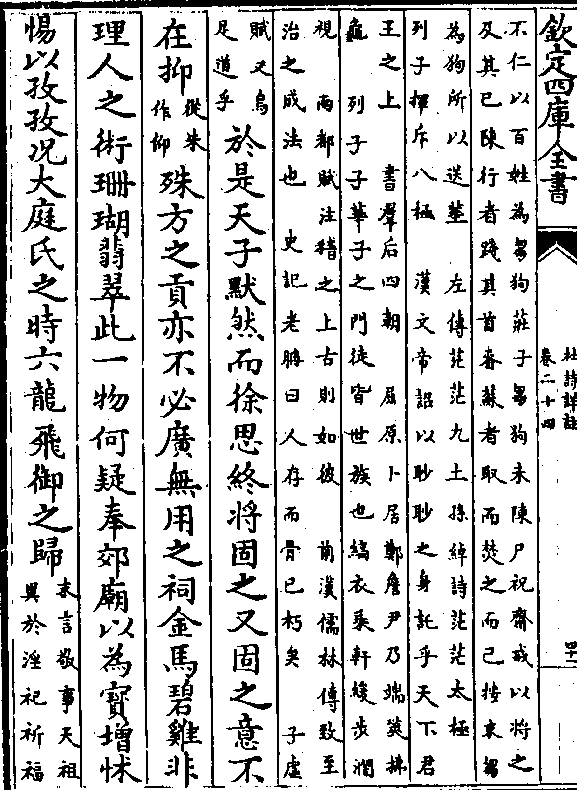 欽定四庫全書
杜詩詳註
卷二十四
不仁以百姓為芻狗莊子芻狗未陳尸祝齋戒以將之
及其已陳行者踐其首脊蘇者取而焚之而已按束芻
為狗所以送塟 左傳茫茫九土孫綽詩茫茫太極
列子揮斥八極 漢文帝詔以眇眇之身託乎天下君
王之上 書羣后四朝 屈原卜居鄭詹尹乃端筴拂
龜 列子子華子之門徒皆世族也縞衣乘軒緩步濶
視 兩都賦注稽之上古則如彼 前漢儒林傳致至
治之成法也 史記老聃曰人存而骨已朽矣 子虛
賦又烏
足道乎
於是天子默然而徐思終將固之又固之意不
在抑
從朱
作仰
殊方之貢亦不必廣無用之祠金馬碧雞非
理人之術珊瑚翡翠此一物何疑奉郊廟以為寶增怵
惕以孜孜况大庭氏之時六龍飛御之歸
末言敬事天祖
異於淫祀祈福